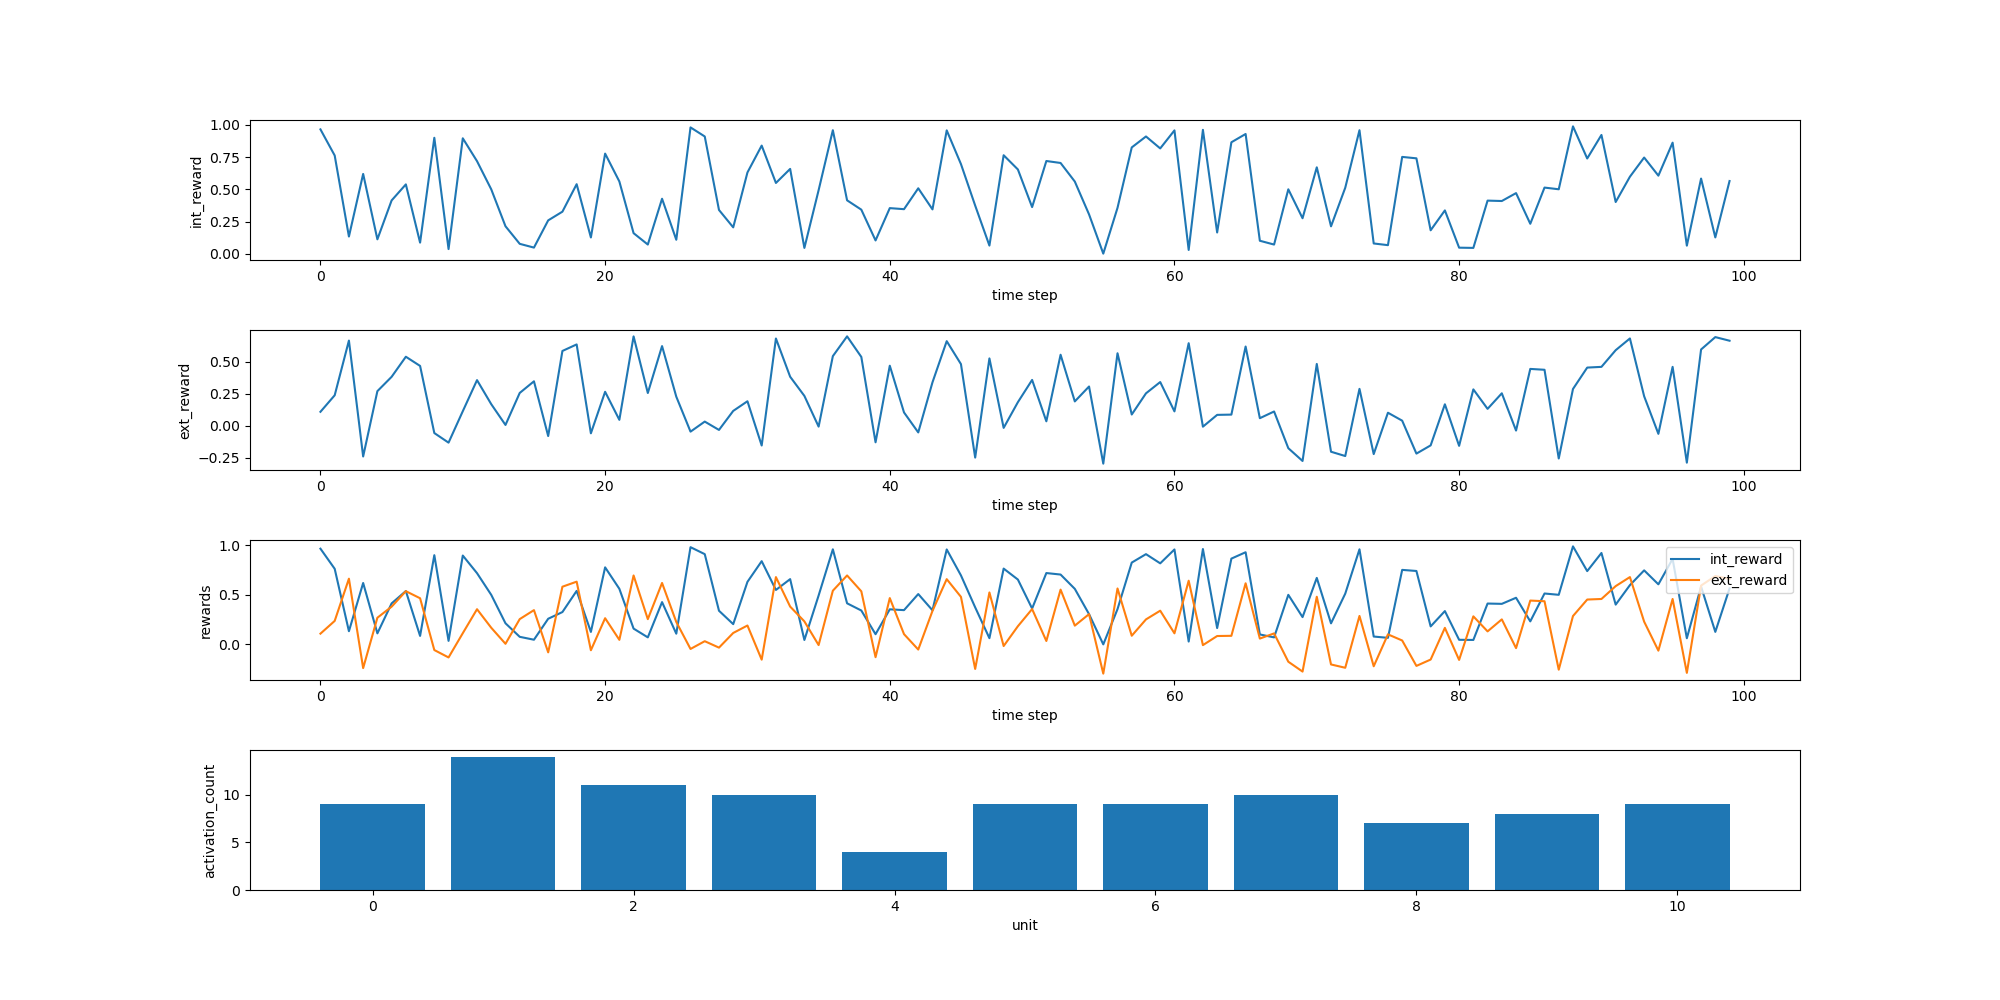 int_reward
1.00
0.75
0.50
0.25
0.00
0 20 40 60 80 100
time step
ext_reward
0.50
0.25
0.00
−0.25
0 20 40 60 80 100
time step
rewards
1.0
0.5
0.0
int_reward
ext_reward
0 20 40 60 80 100
time step
activation_count
10
5
0
0 2 4 6 8 10
unit